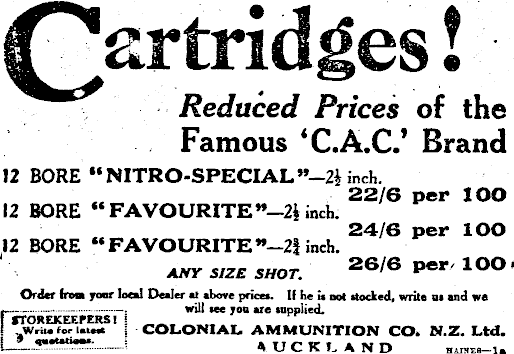 Cartridges!
Reduced Prices of the
Famous 'C.A.C.' Brand
12 BORE "NITRO-SPECIAL"—2½ inch.
22/6 per 100
12 BORE "FAVOURITE"—2½ inch.
24/6 per 100
12 BORE "FAVOURITE"—2¾ inch.
26/6 per 100
ANY SIZE SHOT.
Order from your local Dealer at above prices. If he is not stocked, write us and we
will see you are supplied.
STOREKEEPERS!
Write for latest
quotations.
COLONIAL AMMUNITION CO. N.Z. Ltd.
AUCKLAND
HAINES—1a